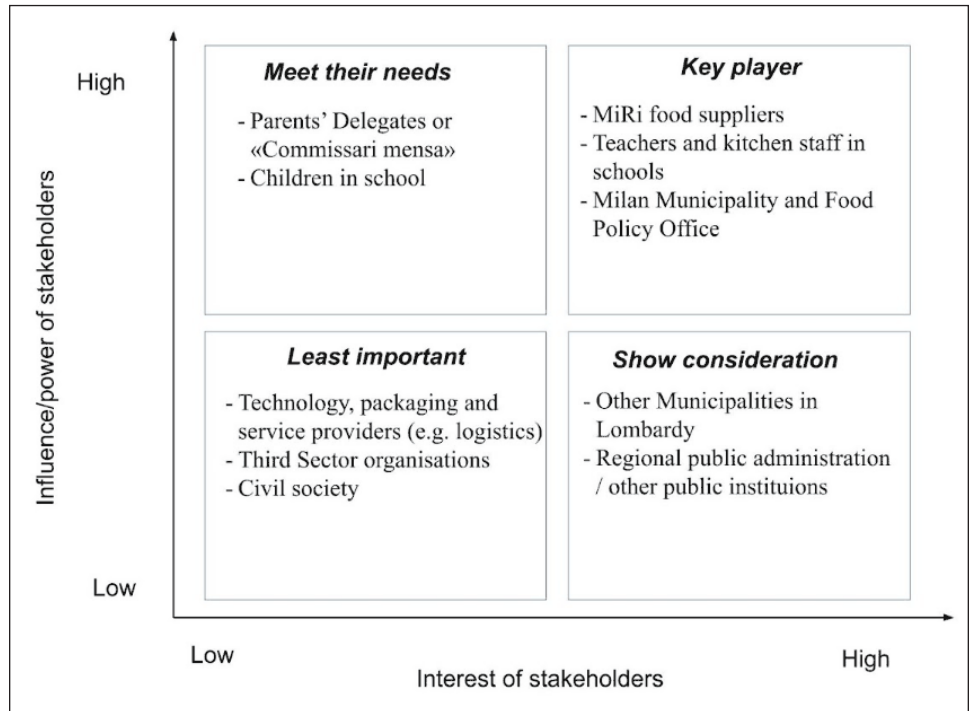 Influence/power of stakeholders
High
Low
Meet their needs
- Parents’ Delegates or
«Commissari mensa»
- Children in school
Key player
- MiRi food suppliers
- Teachers and kitchen staff in
schools
- Milan Municipality and Food
Policy Office
Least important
- Technology, packaging and
service providers (e.g. logistics)
- Third Sector organisations
- Civil society
Show consideration
- Other Municipalities in
Lombardy
- Regional public administration
/ other public instituions
Low
High
Interest of stakeholders